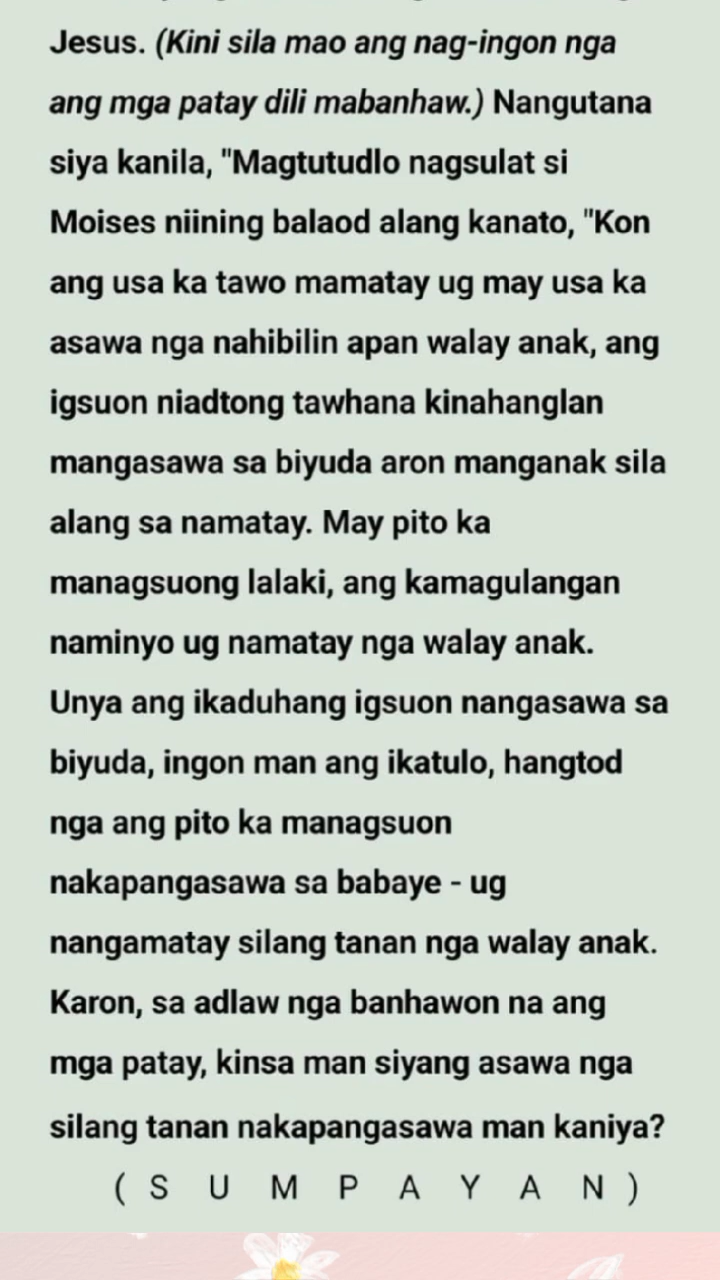 Jesus. (Kini sila mao ang nag-ingon nga
ang mga patay dili mabanhaw.) Nangutana
siya kanila, "Magtutudlo nagsulat si
Moises niining balaod alang kanato, "Kon
ang usa ka tawo mamatay ug may usa ka
asawa nga nahibilin apan walay anak, ang
igsuon niadtong tawhana kinahanglan
mangasawa sa biyuda aron manganak sila
alang sa namatay. May pito ka
managsuong lalaki, ang kamagulangan
naminyo ug namatay nga walay anak.
Unya ang ikaduhang igsuon nangasawa sa
biyuda, ingon man ang ikatulo, hangtod
nga ang pito ka managsuon
nakapangasawa sa babaye - ug
nangamatay silang tanan nga walay anak.
Karon, sa adlaw nga banhawon na ang
mga patay, kinsa man siyang asawa nga
silang tanan nakapangasawa man kaniya?
( S U M P A Y A N )